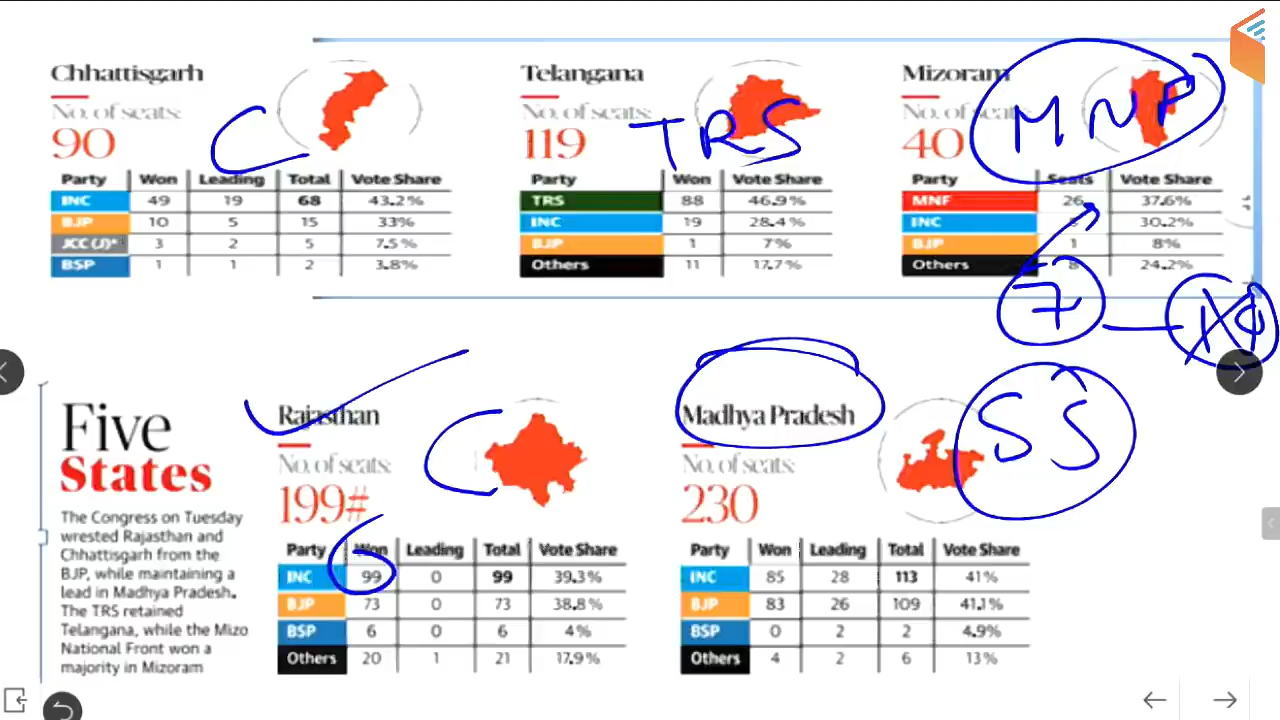 Chhattisgarh
No. of seats:
90
C
Party Won Leading Total Vote Share
INC 49 19 68 43.2%
BJP 10 5 15 33%
JCC (J)* 3 2 5 7.5%
BSP 1 1 2 3.8%
Telangana
No. of seats:
119
TRS
Party Won Vote Share
TRS 88 46.9%
INC 19 28.4%
BJP 1 7%
Others 11 17.7%
Mizoram
No. of seats:
40
MNF
Party Seats Vote Share
MNF 26 37.6%
INC 30.2%
BJP 1 8%
Others 8 24.2%
7
Five
States
The Congress on Tuesday
wrested Rajasthan and
Chhattisgarh from the
BJP, while maintaining a
lead in Madhya Pradesh.
The TRS retained
Telangana, while the Mizo
National Front won a
majority in Mizoram
Rajasthan
No. of seats:
199#
Party Won Leading Total Vote Share
INC 99 0 99 39.3%
BJP 73 0 73 38.8%
BSP 6 0 6 4%
Others 20 1 21 17.9%
Madhya Pradesh
No. of seats:
230
SS
Party Won Leading Total Vote Share
INC 85 28 113 41%
BJP 83 26 109 41.1%
BSP 0 2 2 4.9%
Others 4 2 6 13%